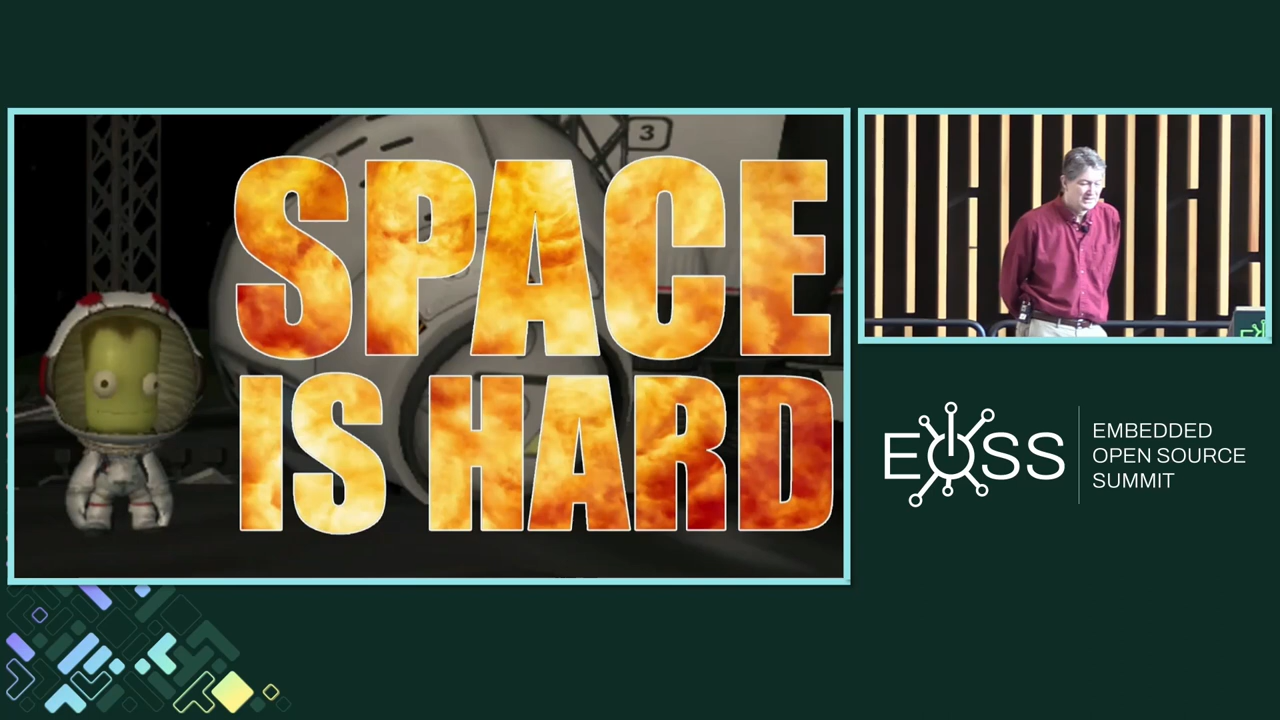 3
SPACE
IS HARD
EOSS
EMBEDDED
OPEN SOURCE
SUMMIT